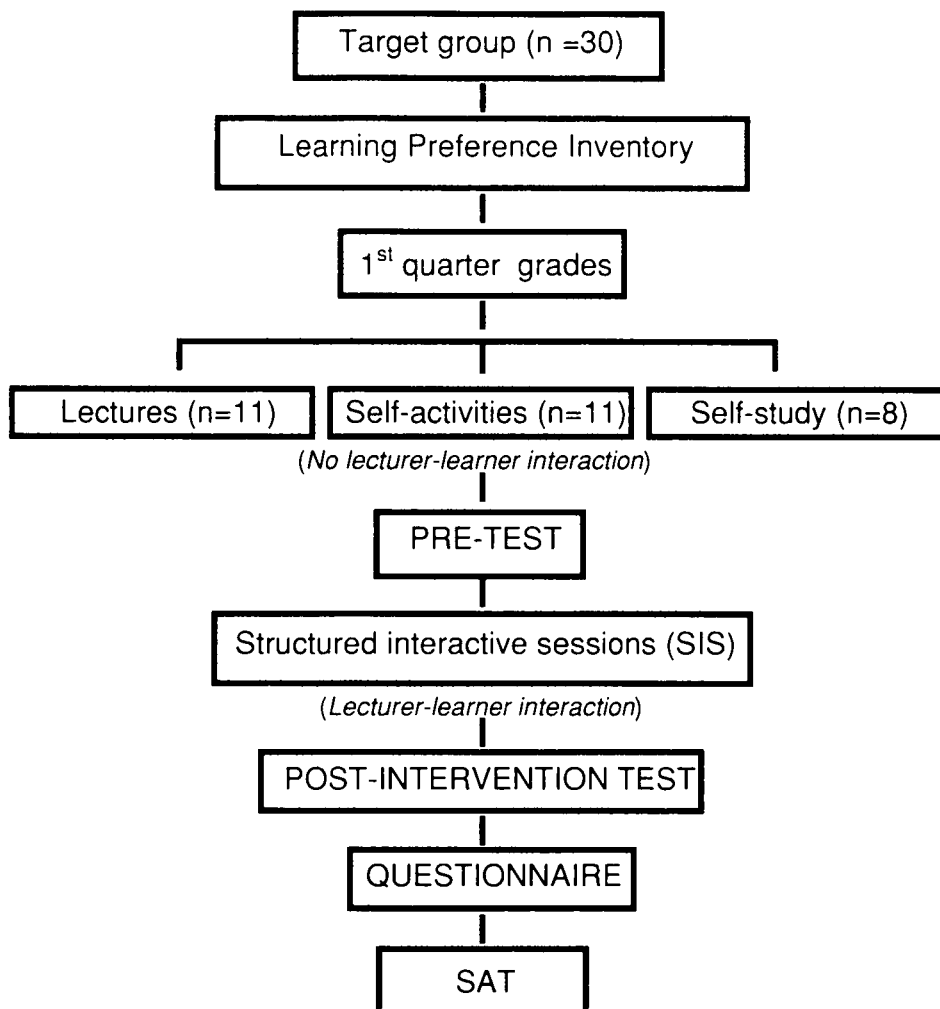 Target group (n =30)
Learning Preference Inventory
1st quarter grades
Lectures (n=11)
Self-activities (n=11)
Self-study (n=8)
(No lecturer-learner interaction)
PRE-TEST
Structured interactive sessions (SIS)
(Lecturer-learner interaction)
POST-INTERVENTION TEST
QUESTIONNAIRE
SAT